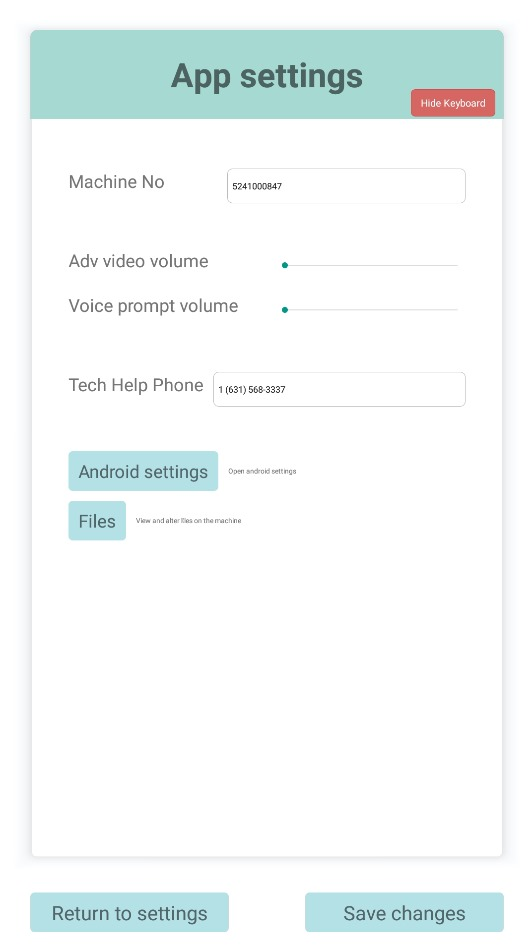 App settings
Hide Keyboard
Machine No
5241000847
Adv video volume
Voice prompt volume
Tech Help Phone
1 (631) 568-3337
Android settings
Open android settings
Files
View and alter files on the machine
Return to settings
Save changes